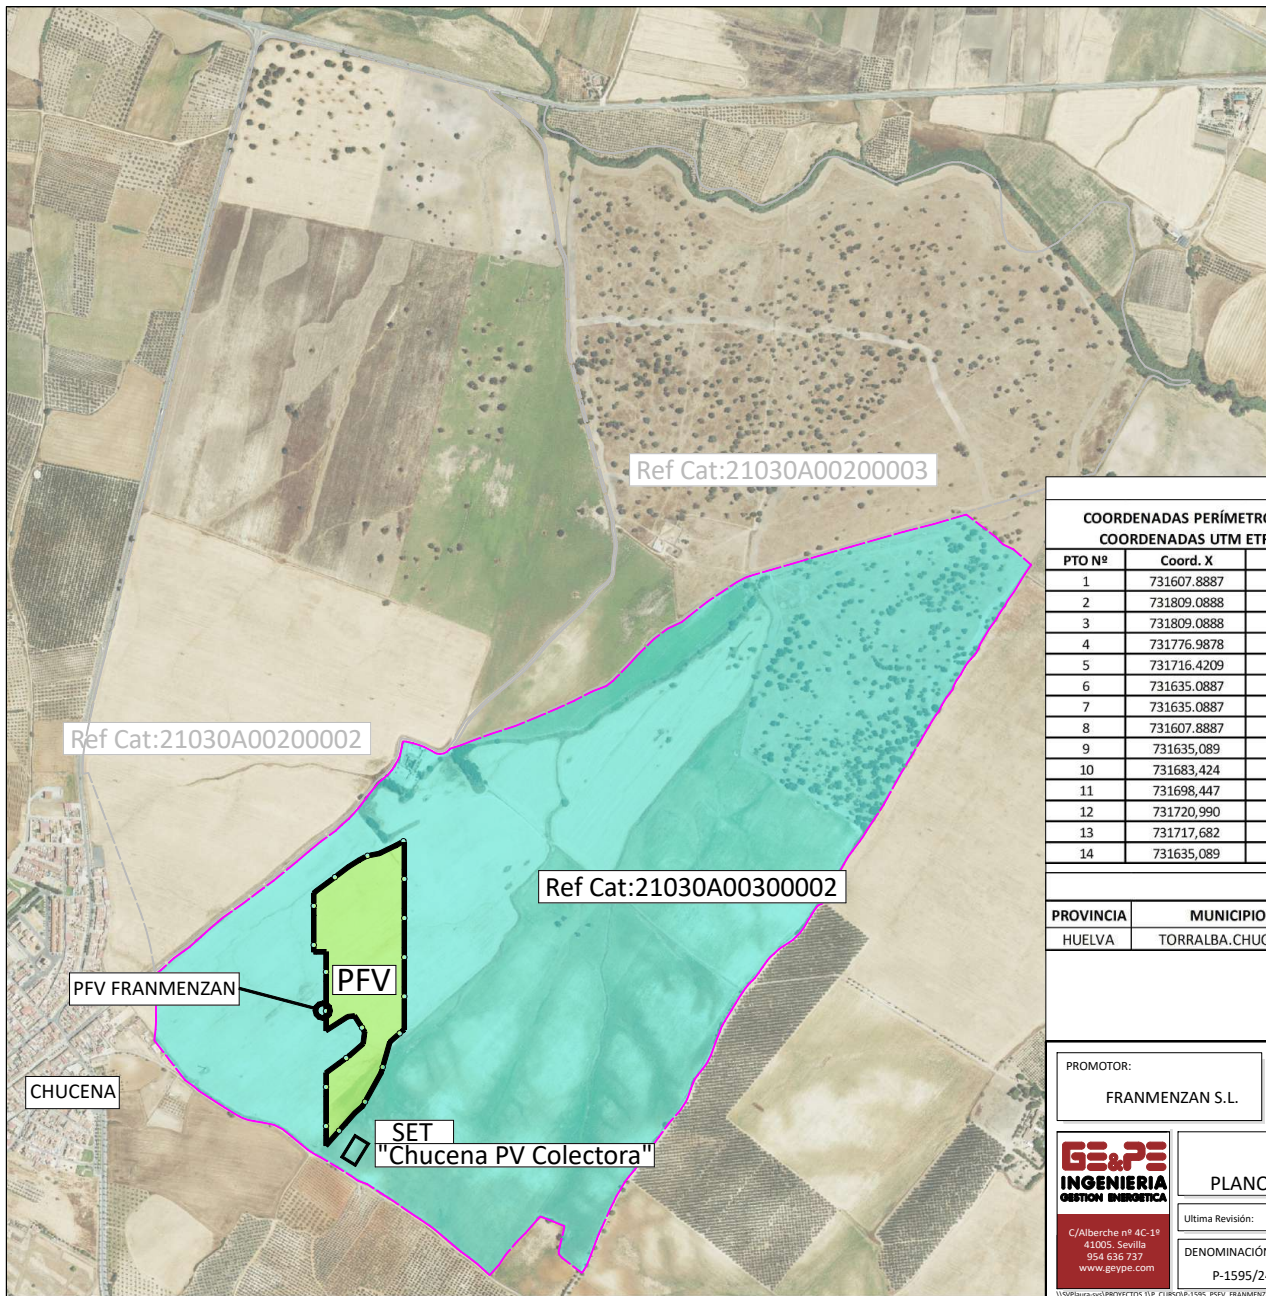 Ref Cat:21030A00200003
Ref Cat:21030A00200002
Ref Cat:21030A00300002
PFV FRANMENZAN
PFV
CHUCENA
SET
"Chucena PV Colectora"
COORDENADAS PERÍMETRO
COORDENADAS UTM ETR
PTO Nº Coord. X
1 731607.8887
2 731809.0888
3 731809.0888
4 731776.9878
5 731716.4209
6 731635.0887
7 731635.0887
8 731607.8887
9 731635,089
10 731683,424
11 731698,447
12 731720,990
13 731717,682
14 731635,089
PROVINCIA MUNICIPIO
HUELVA TORRALBA.CHUC
PROMOTOR:
FRANMENZAN S.L.
GE&PE
INGENIERIA
GESTION ENERGETICA
C/Alberche nº 4C-1º
41005. Sevilla
954 636 737
www.geype.com
PLANO
Ultima Revisión:
DENOMINACIÓN
P-1595/2